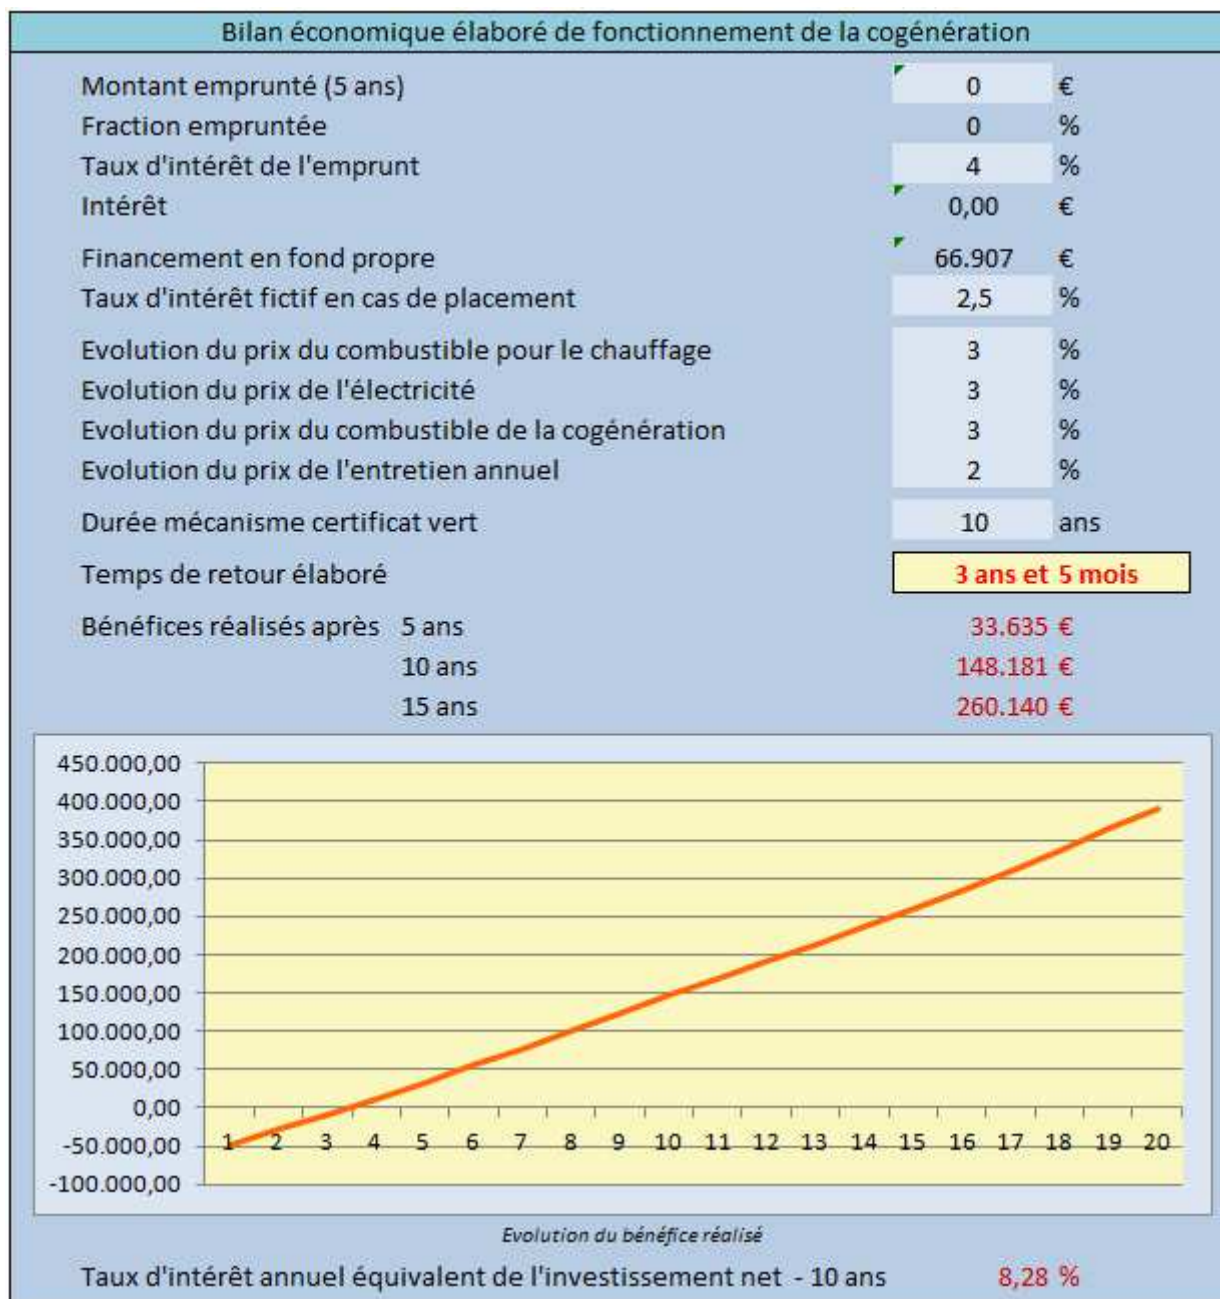 Bilan économique élaboré de fonctionnement de la cogénération
Montant emprunté (5 ans) 0 €
Fraction empruntée 0 %
Taux d'intérêt de l'emprunt 4 %
Intérêt 0,00 €
Financement en fond propre 66.907 €
Taux d'intérêt fictif en cas de placement 2,5 %
Evolution du prix du combustible pour le chauffage 3 %
Evolution du prix de l'électricité 3 %
Evolution du prix du combustible de la cogénération 3 %
Evolution du prix de l'entretien annuel 2 %
Durée mécanisme certificat vert 10 ans
Temps de retour élaboré 3 ans et 5 mois
Bénéfices réalisés après 5 ans 33.635 €
10 ans 148.181 €
15 ans 260.140 €
450.000,00
400.000,00
350.000,00
300.000,00
250.000,00
200.000,00
150.000,00
100.000,00
50.000,00
0,00
-50.000,00
-100.000,00
1 2 3 4 5 6 7 8 9 10 11 12 13 14 15 16 17 18 19 20
Evolution du bénéfice réalisé
Taux d'intérêt annuel équivalent de l'investissement net - 10 ans 8,28 %